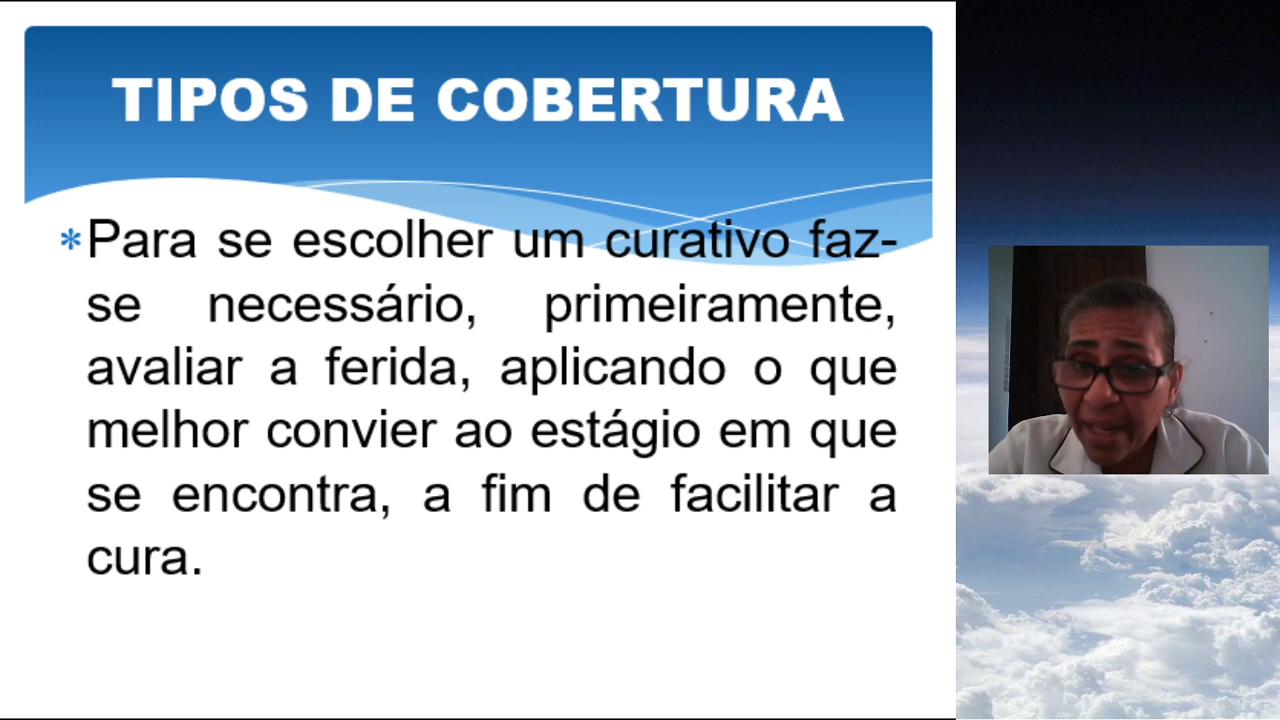 TIPOS DE COBERTURA
*Para se escolher um curativo faz-
se necessário, primeiramente,
avaliar a ferida, aplicando o que
melhor convier ao estágio em que
se encontra, a fim de facilitar a
cura.